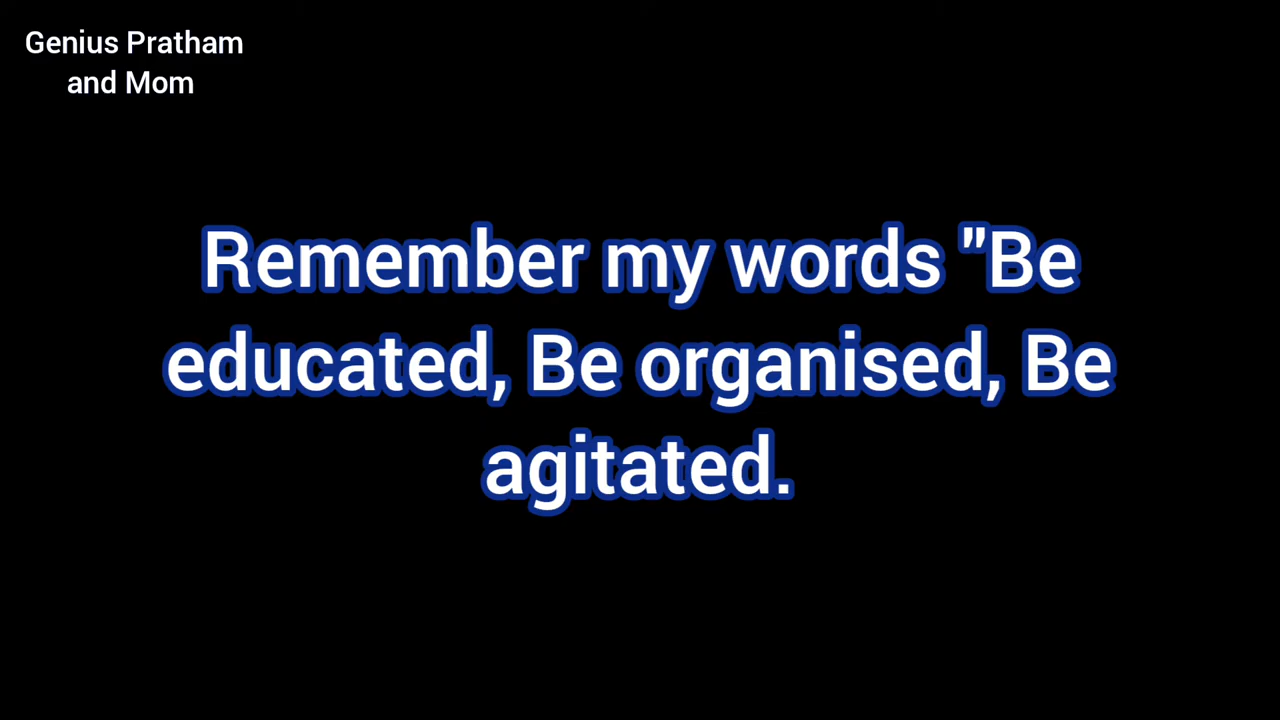 Genius Pratham
and Mom
Remember my words "Be
educated, Be organised, Be
agitated.